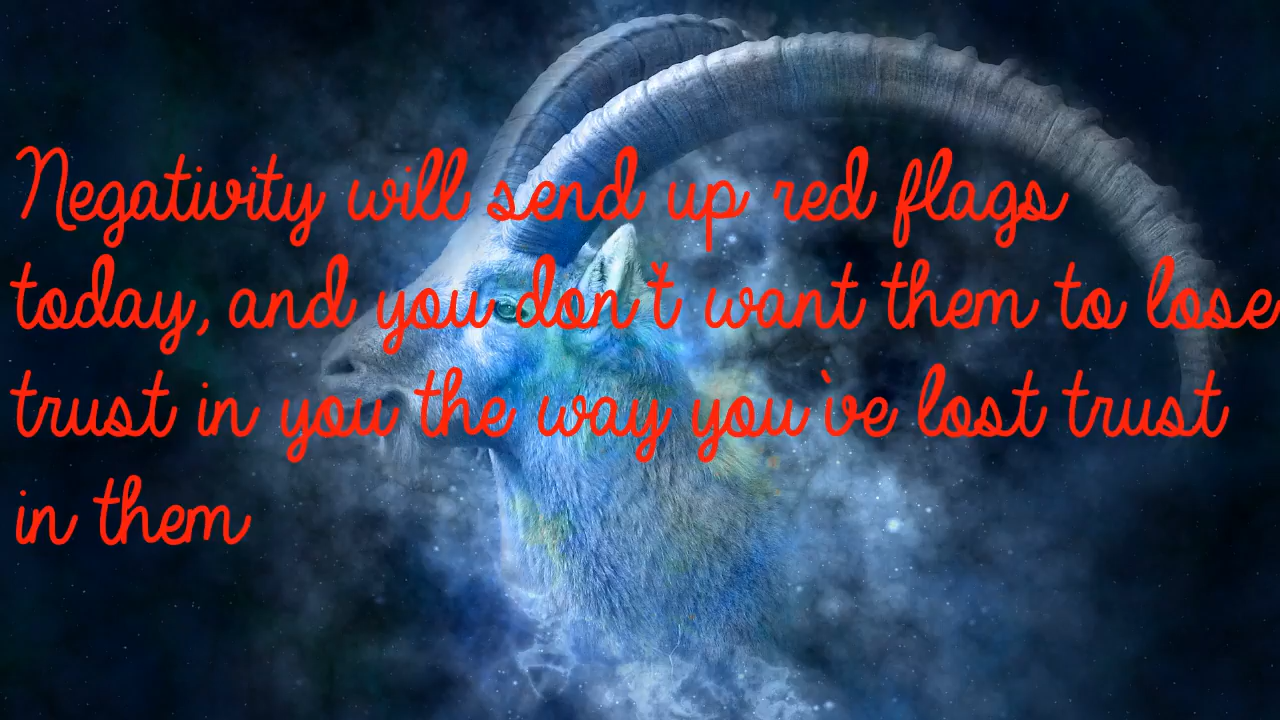 Negativity will send up red flags
today, and you don't want them to lose
trust in you the way you've lost trust
in them